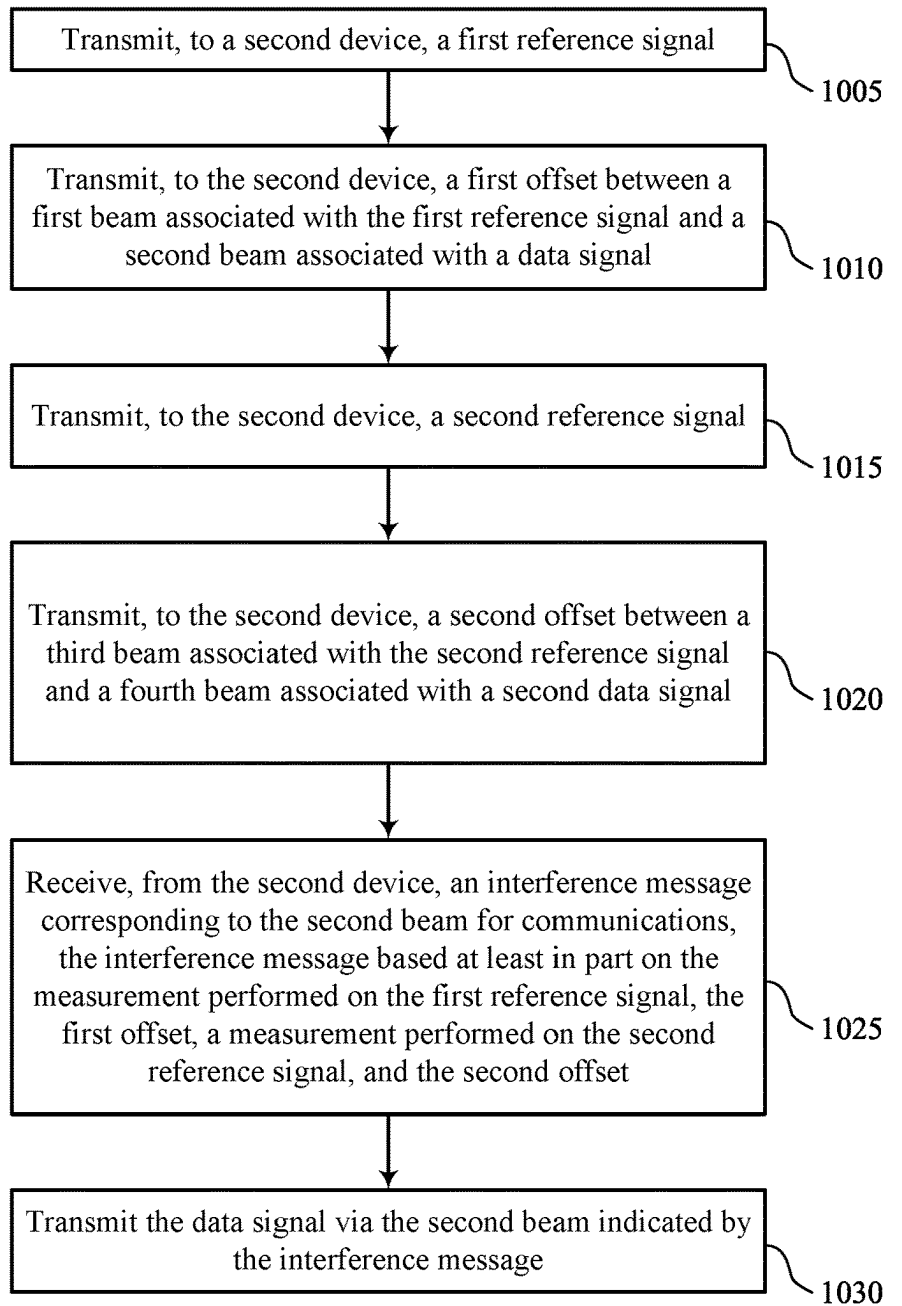 Transmit, to a second device, a first reference signal
1005
Transmit, to the second device, a first offset between a
first beam associated with the first reference signal and a
second beam associated with a data signal
1010
Transmit, to the second device, a second reference signal
1015
Transmit, to the second device, a second offset between a
third beam associated with the second reference signal
and a fourth beam associated with a second data signal
1020
Receive, from the second device, an interference message
corresponding to the second beam for communications,
the interference message based at least in part on the
measurement performed on the first reference signal, the
first offset, a measurement performed on the second
reference signal, and the second offset
1025
Transmit the data signal via the second beam indicated by
the interference message
1030